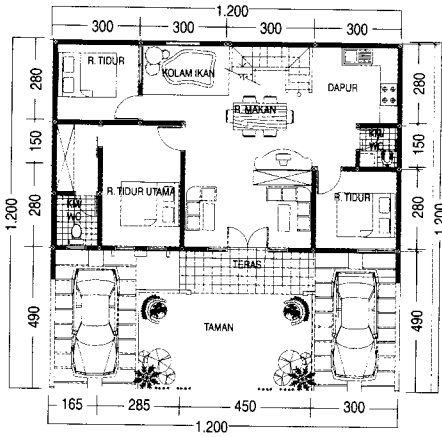 1.200
300 300 300 300
280
150
280
1.200
490
R. TIDUR
KOLAM IKAN
R. MAKAN
DAPUR
KM
WC
R. TIDUR UTAMA
KM
WC
R. TIDUR
TERAS
TAMAN
280
150
280
1.200
490
165 285 450 300
1.200